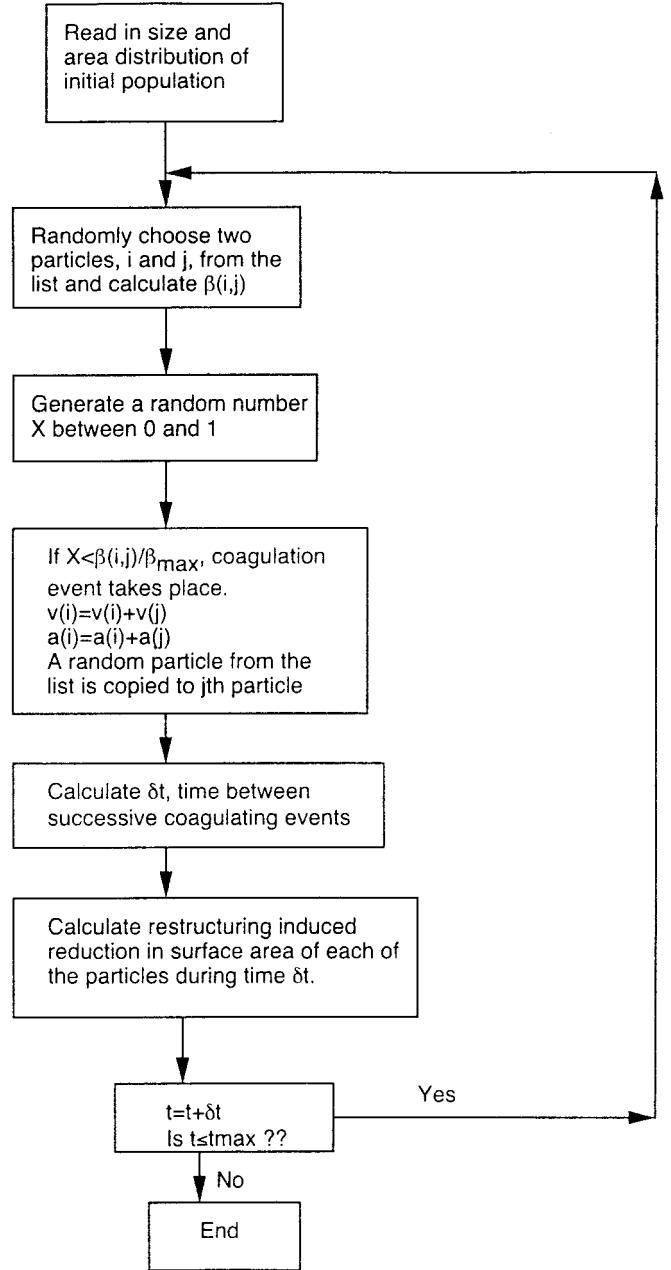 Read in size and
area distribution of
initial population
Randomly choose two
particles, i and j, from the
list and calculate β(i,j)
Generate a random number
X between 0 and 1
If X<β(i,j)/βmax, coagulation
event takes place.
v(i)=v(i)+v(j)
a(i)=a(i)+a(j)
A random particle from the
list is copied to jth particle
Calculate δt, time between
successive coagulating events
Calculate restructuring induced
reduction in surface area of each of
the particles during time δt.
t=t+δt
Is t≤tmax ??
Yes
No
End